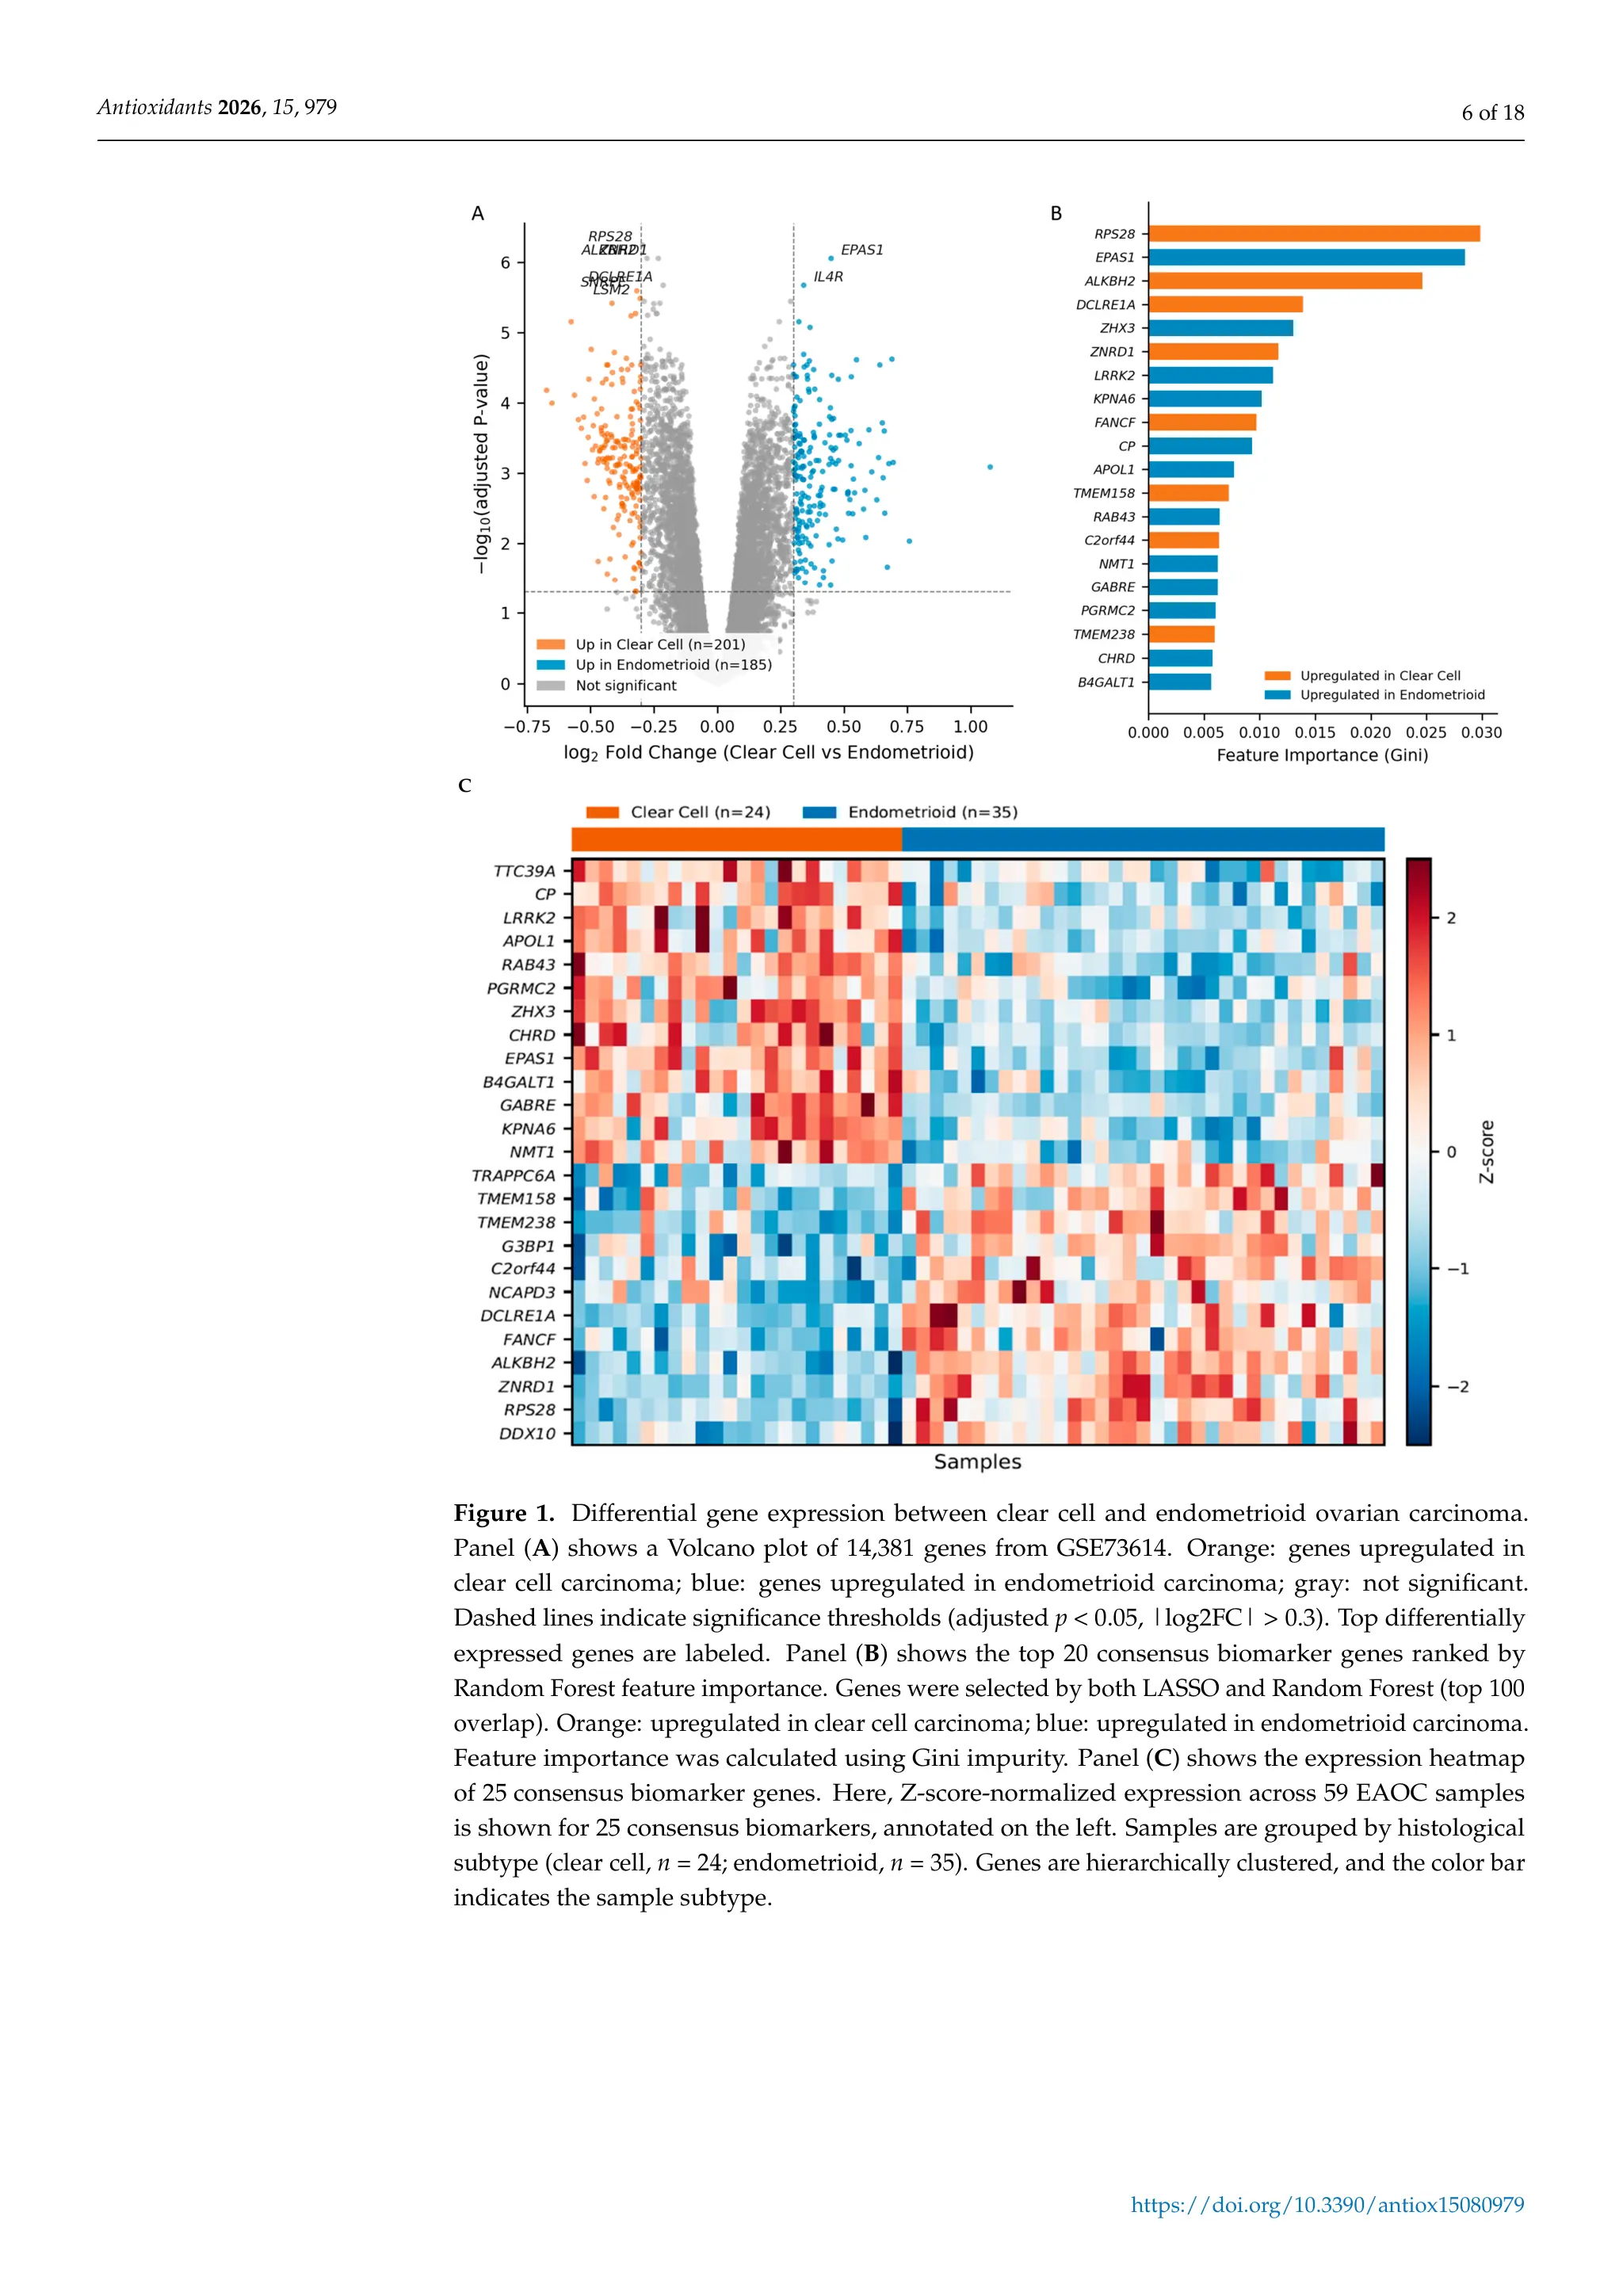 Antioxidants 2026, 15, 979
6 of 18
A
RPS28
ZNRD1
EPAS1
DCLRE1A
IL4R
LSM2
6
5
4
3
2
1
0
−log10(adjusted P-value)
Up in Clear Cell (n=201)
Up in Endometrioid (n=185)
Not significant
−0.75 −0.50 −0.25 0.00 0.25 0.50 0.75 1.00
log2 Fold Change (Clear Cell vs Endometrioid)
B
RPS28
EPAS1
ALKBH2
DCLRE1A
ZHX3
ZNRD1
LRRK2
KPNA6
FANCF
CP
APOL1
TMEM158
RAB43
C2orf44
NMT1
GABRE
PGRMC2
TMEM238
CHRD
B4GALT1
Upregulated in Clear Cell
Upregulated in Endometrioid
0.000 0.005 0.010 0.015 0.020 0.025 0.030
Feature Importance (Gini)
C
Clear Cell (n=24) Endometrioid (n=35)
TTC39A
CP
LRRK2
APOL1
RAB43
PGRMC2
ZHX3
CHRD
EPAS1
B4GALT1
GABRE
KPNA6
NMT1
TRAPPC6A
TMEM158
TMEM238
G3BP1
C2orf44
NCAPD3
DCLRE1A
FANCF
ALKBH2
ZNRD1
RPS28
DDX10
Samples
2
1
0
−1
−2
Z-score
Figure 1. Differential gene expression between clear cell and endometrioid ovarian carcinoma.
Panel (A) shows a Volcano plot of 14,381 genes from GSE73614. Orange: genes upregulated in
clear cell carcinoma; blue: genes upregulated in endometrioid carcinoma; gray: not significant.
Dashed lines indicate significance thresholds (adjusted p < 0.05, |log2FC| > 0.3). Top differentially
expressed genes are labeled. Panel (B) shows the top 20 consensus biomarker genes ranked by
Random Forest feature importance. Genes were selected by both LASSO and Random Forest (top 100
overlap). Orange: upregulated in clear cell carcinoma; blue: upregulated in endometrioid carcinoma.
Feature importance was calculated using Gini impurity. Panel (C) shows the expression heatmap
of 25 consensus biomarker genes. Here, Z-score-normalized expression across 59 EAOC samples
is shown for 25 consensus biomarkers, annotated on the left. Samples are grouped by histological
subtype (clear cell, n = 24; endometrioid, n = 35). Genes are hierarchically clustered, and the color bar
indicates the sample subtype.
https://doi.org/10.3390/antiox15080979